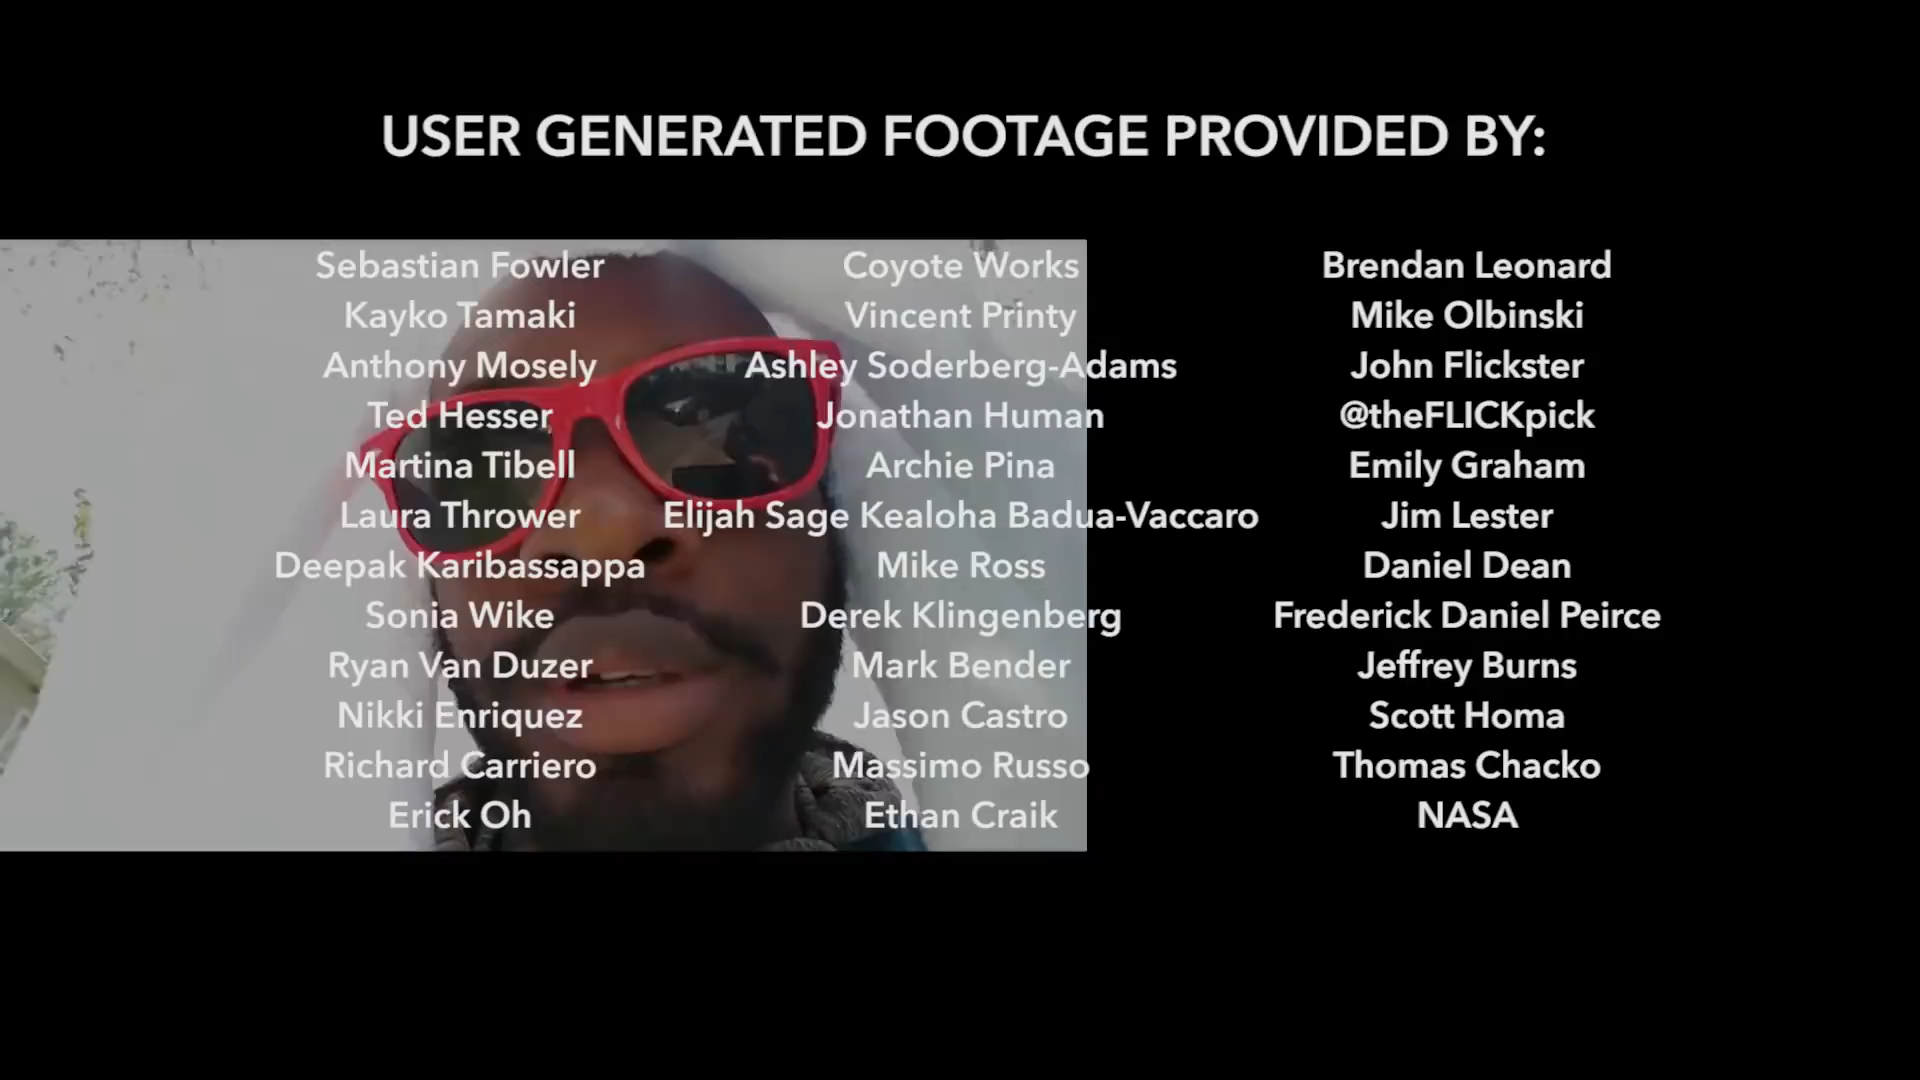 USER GENERATED FOOTAGE PROVIDED BY:
Sebastian Fowler
Kayko Tamaki
Anthony Mosely
Ted Hesser
Martina Tibell
Laura Thrower
Deepak Karibassappa
Sonia Wike
Ryan Van Duzer
Nikki Enriquez
Richard Carriero
Erick Oh
Coyote Works
Vincent Printy
Ashley Soderberg-Adams
Jonathan Human
Archie Pina
Elijah Sage Kealoha Badua-Vaccaro
Mike Ross
Derek Klingenberg
Mark Bender
Jason Castro
Massimo Russo
Ethan Craik
Brendan Leonard
Mike Olbinski
John Flickster
@theFLICKpick
Emily Graham
Jim Lester
Daniel Dean
Frederick Daniel Peirce
Jeffrey Burns
Scott Homa
Thomas Chacko
NASA